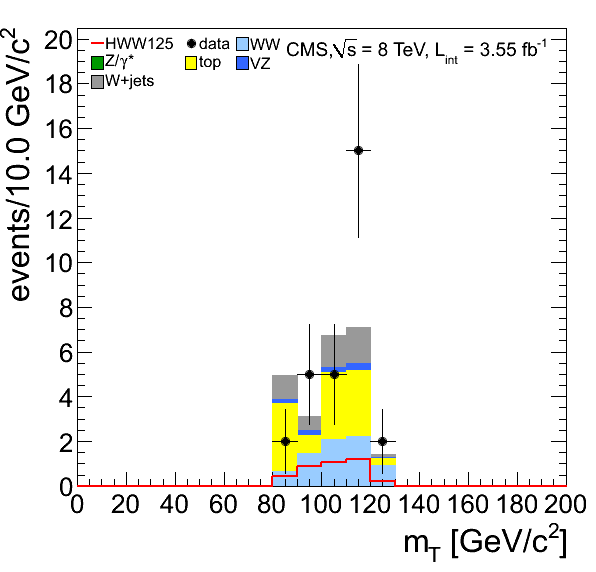 events/10.0 GeV/c²
20
18
16
14
12
10
8
6
4
2
0
HWW125
data
WW
Z/γ*
top
VZ
W+jets
CMS,√s = 8 TeV, L_int = 3.55 fb⁻¹
0 20 40 60 80 100 120 140 160 180 200
m_T [GeV/c²]